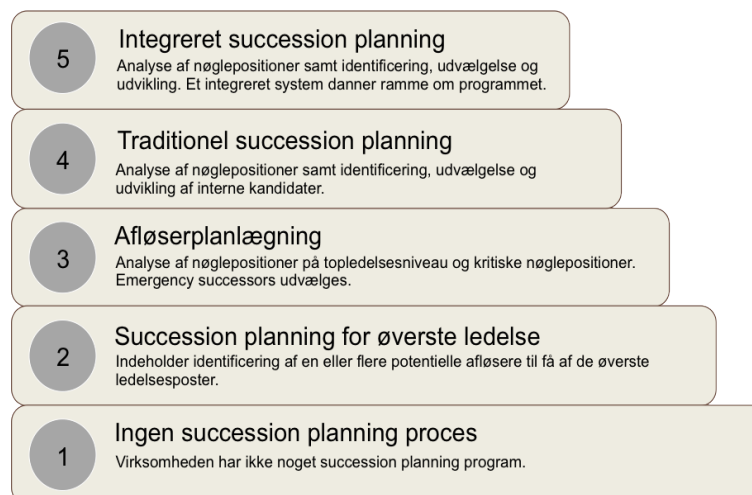 5
Integreret succession planning
Analyse af nøglepositioner samt identificering, udvælgelse og
udvikling. Et integreret system danner ramme om programmet.
4
Traditionel succession planning
Analyse af nøglepositioner samt identificering, udvælgelse og
udvikling af interne kandidater.
3
Afløserplanlægning
Analyse af nøglepositioner på topledelsesniveau og kritiske nøglepositioner.
Emergency successors udvælges.
2
Succession planning for øverste ledelse
Indeholder identificering af en eller flere potentielle afløsere til få af de øverste
ledelsesposter.
1
Ingen succession planning proces
Virksomheden har ikke noget succession planning program.